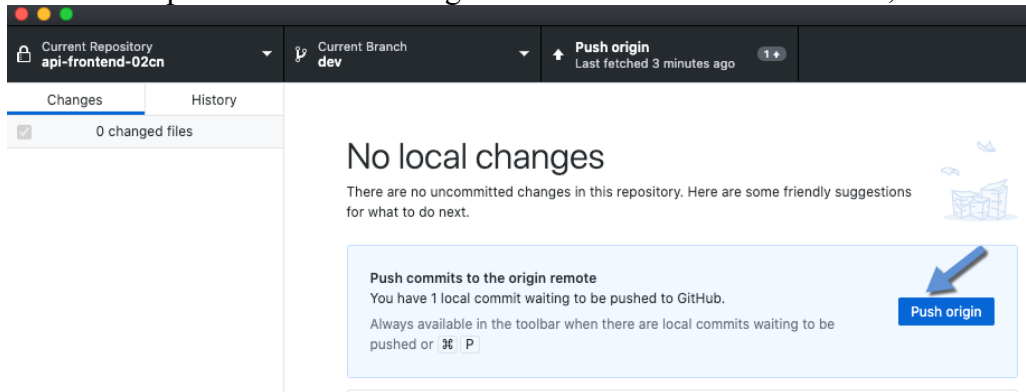 Current Repository
api-frontend-02cn
Current Branch
dev
Push origin
Last fetched 3 minutes ago
1
Changes
History
0 changed files
No local changes
There are no uncommitted changes in this repository. Here are some friendly suggestions
for what to do next.
Push commits to the origin remote
You have 1 local commit waiting to be pushed to GitHub.
Always available in the toolbar when there are local commits waiting to be
pushed or ⌘ P
Push origin